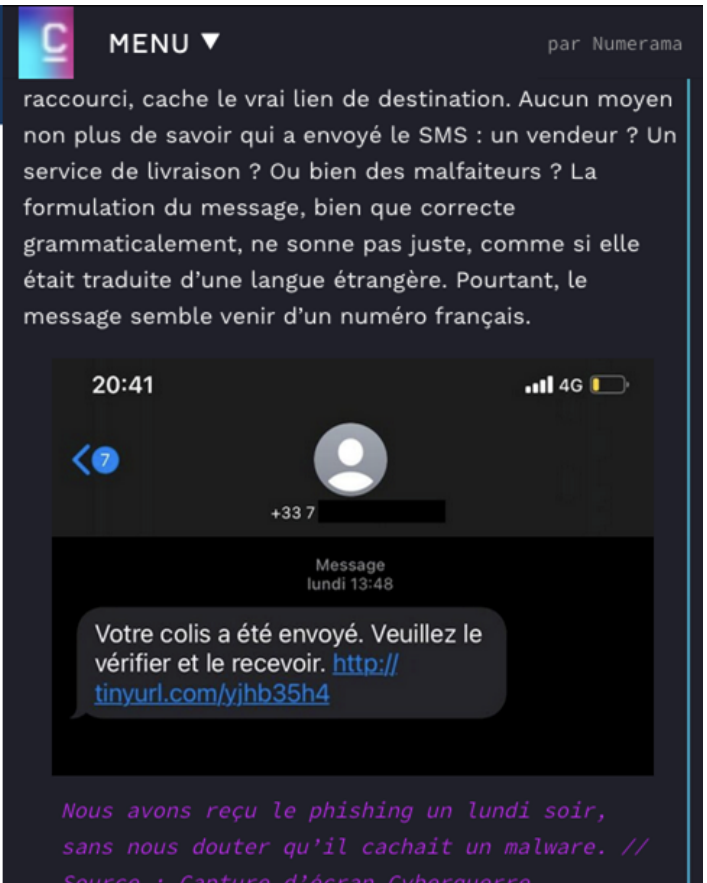 C
MENU ▼
par Numerama
raccourci, cache le vrai lien de destination. Aucun moyen
non plus de savoir qui a envoyé le SMS : un vendeur ? Un
service de livraison ? Ou bien des malfaiteurs ? La
formulation du message, bien que correcte
grammaticalement, ne sonne pas juste, comme si elle
était traduite d’une langue étrangère. Pourtant, le
message semble venir d’un numéro français.
20:41
4G
7
+33 7
Message
lundi 13:48
Votre colis a été envoyé. Veuillez le
vérifier et le recevoir. http://
tinyurl.com/yjhb35h4
Nous avons reçu le phishing un lundi soir,
sans nous douter qu’il cachait un malware. //
Source : Capture d’écran Cyberguerre